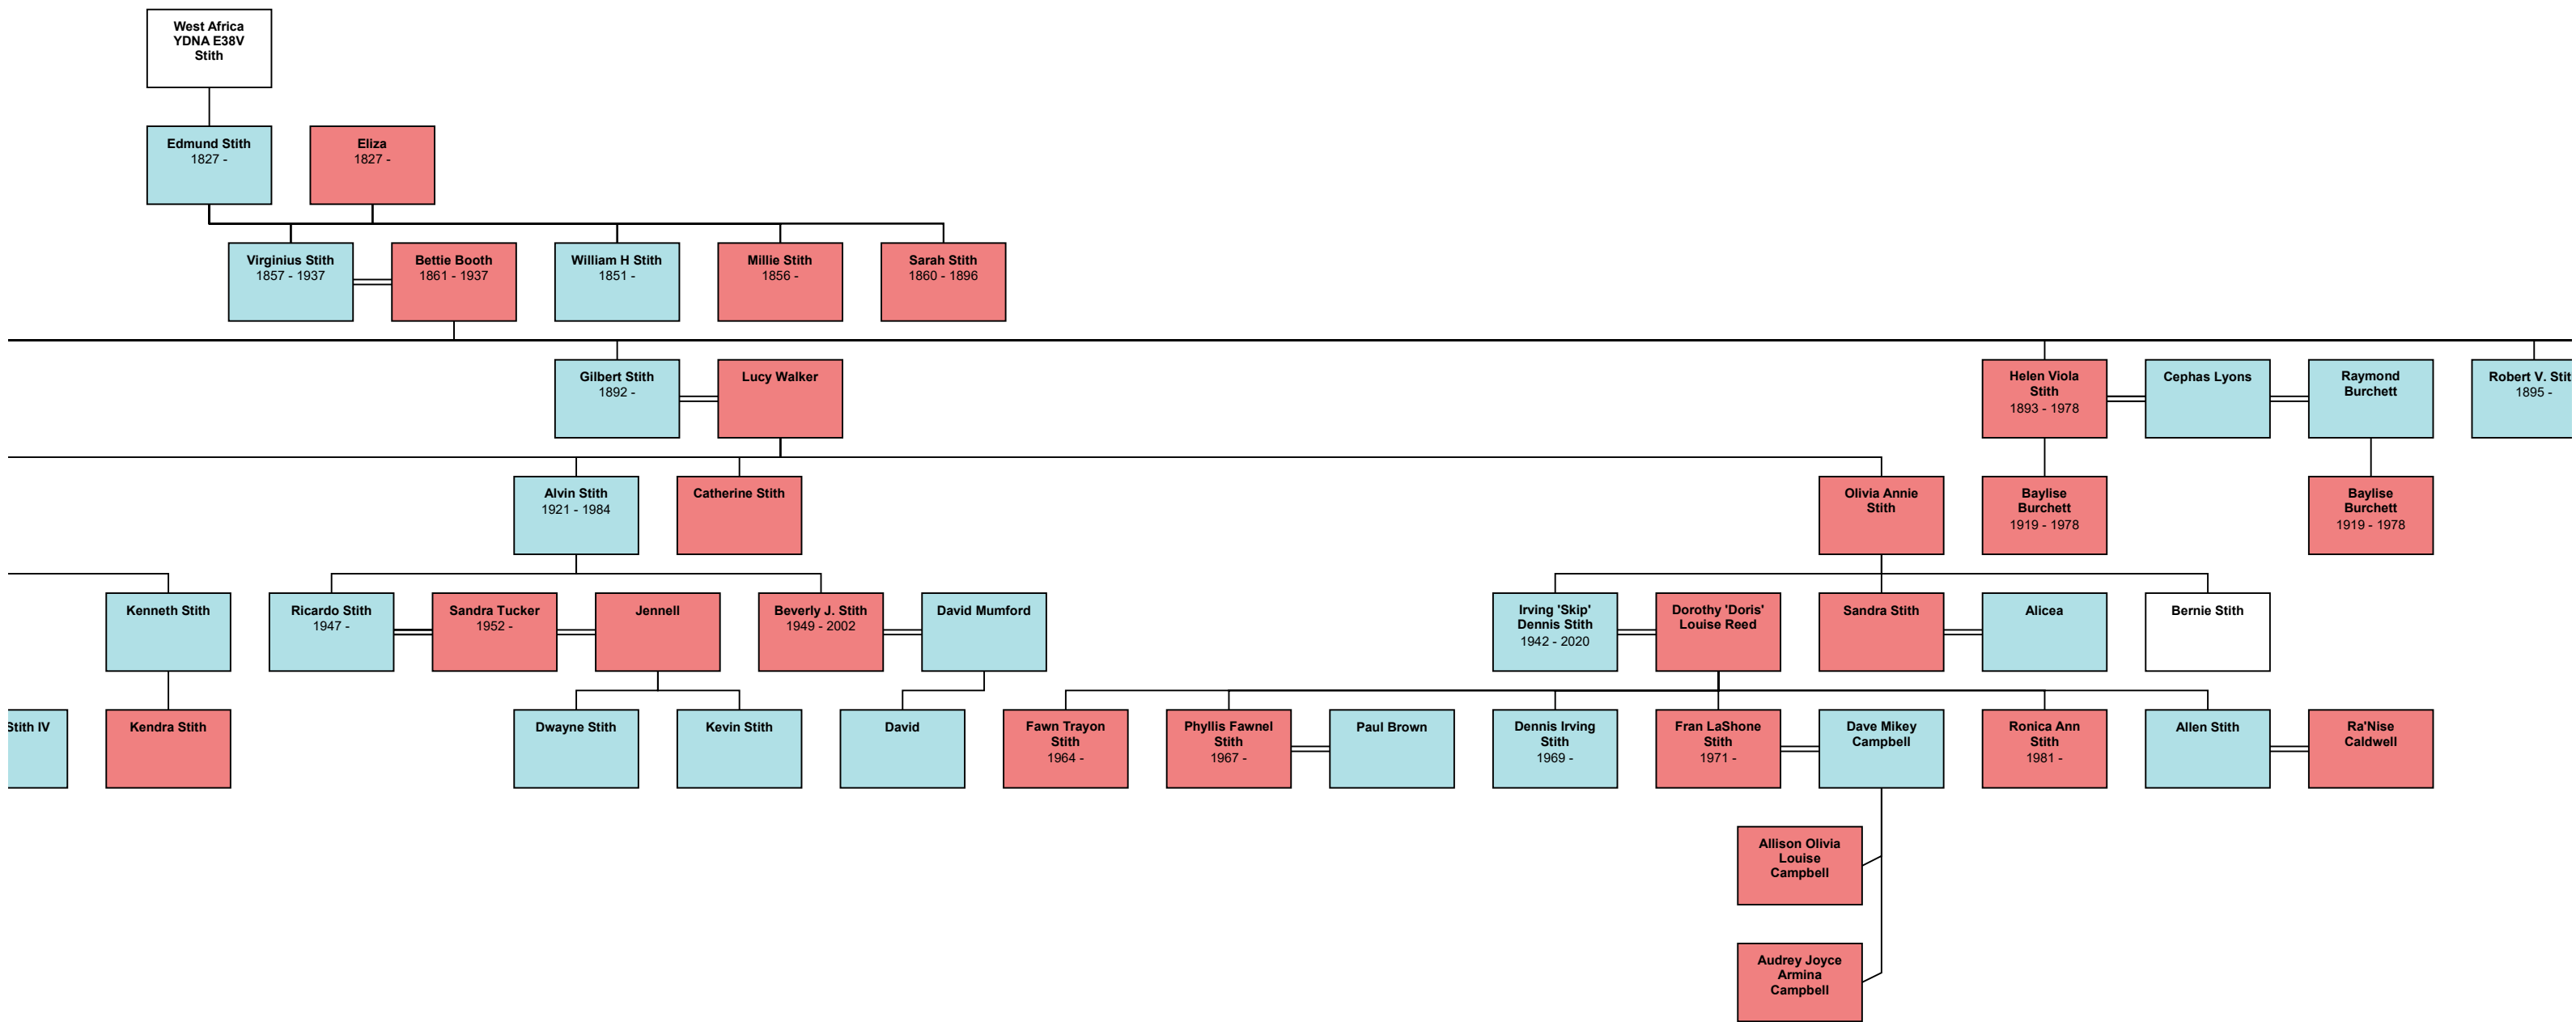 West Africa
YDNA E38V
Stith
Edmund Stith
1827 -
Eliza
1827 -
Virginius Stith
1857 - 1937
Bettie Booth
1861 - 1937
William H Stith
1851 -
Millie Stith
1856 -
Sarah Stith
1860 - 1896
Gilbert Stith
1892 -
Lucy Walker
Helen Viola
Stith
1893 - 1978
Cephas Lyons
Raymond
Burchett
Robert V. Stit
1895 -
Alvin Stith
1921 - 1984
Catherine Stith
Olivia Annie
Stith
Baylise
Burchett
1919 - 1978
Baylise
Burchett
1919 - 1978
Kenneth Stith
Ricardo Stith
1947 -
Sandra Tucker
1952 -
Jennell
Beverly J. Stith
1949 - 2002
David Mumford
Irving 'Skip'
Dennis Stith
1942 - 2020
Dorothy 'Doris'
Louise Reed
Sandra Stith
Alicea
Bernie Stith
Stith IV
Kendra Stith
Dwayne Stith
Kevin Stith
David
Fawn Trayon
Stith
1964 -
Phyllis Fawnel
Stith
1967 -
Paul Brown
Dennis Irving
Stith
1969 -
Fran LaShone
Stith
1971 -
Dave Mikey
Campbell
Ronica Ann
Stith
1981 -
Allen Stith
Ra'Nise
Caldwell
Allison Olivia
Louise
Campbell
Audrey Joyce
Armina
Campbell